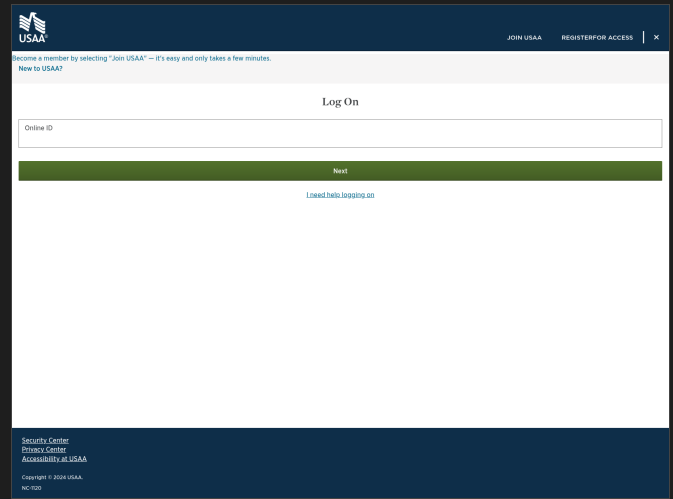 USAA®
JOIN USAA
REGISTERFOR ACCESS
Become a member by selecting "Join USAA" — it's easy and only takes a few minutes.
New to USAA?
Log On
Online ID
Next
I need help logging on
Security Center
Privacy Center
Accessibility at USAA
Copyright © 2024 USAA.
NC-1120